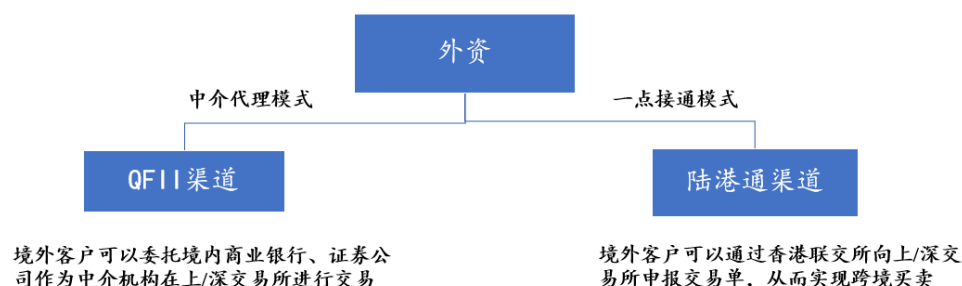 外资
中介代理模式
一点接通模式
QFII渠道
陆港通渠道
境外客户可以委托境内商业银行、证券公
司作为中介机构在上/深交易所进行交易
境外客户可以通过香港联交所向上/深交
易所申报交易单，从而实现跨境买卖